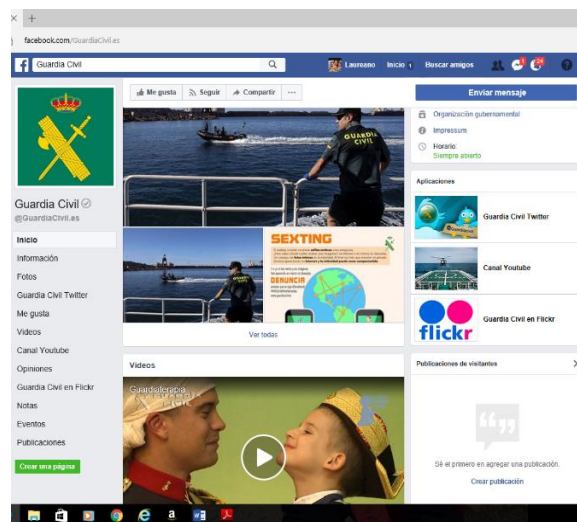 facebook.com/GuardiaCivil.es
Guardia Civil
Laureano
Inicio 1
Buscar amigos
Me gusta
Seguir
Compartir
Enviar mensaje
Organización gubernamental
Impressum
Horario:
Siempre abierto
GUARDIA
CIVIL
Guardia Civil
@GuardiaCivil.es
Inicio
Información
Fotos
Guardia Civil Twitter
Me gusta
Videos
Canal Youtube
Opiniones
Guardia Civil en Flickr
Notas
Eventos
Publicaciones
Crear una página
SEXTING
DENUNCIA
Ver todas
Videos
Guardiaterapia
Aplicaciones
Guardia Civil Twitter
Canal Youtube
flickr
Guardia Civil en Flickr
Publicaciones de visitantes
Sé el primero en agregar una publicación.
Crear publicación